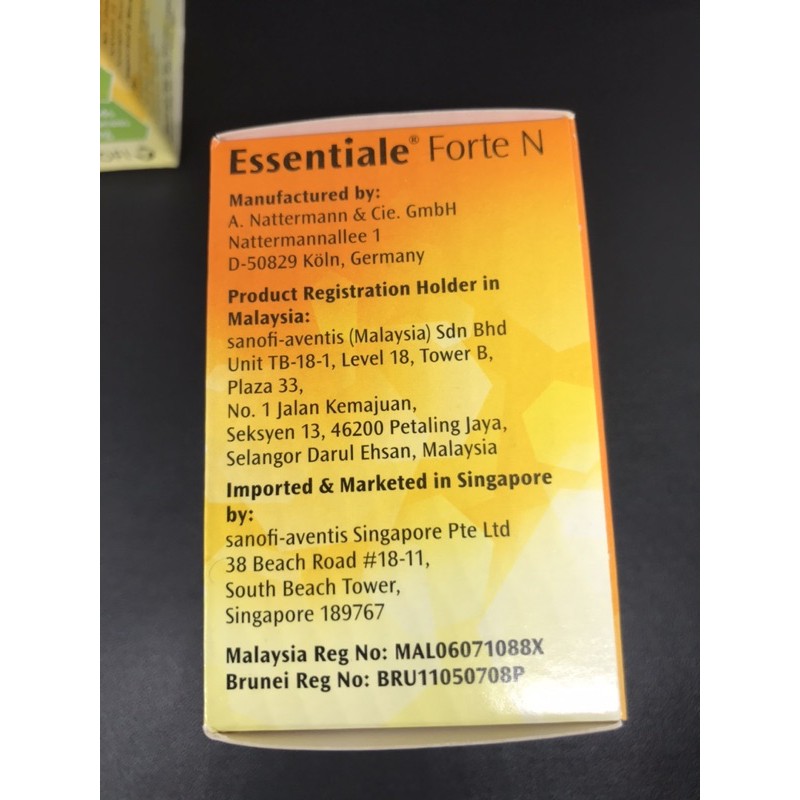 Essentiale® Forte N
Manufactured by:
A. Nattermann & Cie. GmbH
Nattermannallee 1
D-50829 Köln, Germany
Product Registration Holder in
Malaysia:
sanofi-aventis (Malaysia) Sdn Bhd
Unit TB-18-1, Level 18, Tower B,
Plaza 33,
No. 1 Jalan Kemajuan,
Seksyen 13, 46200 Petaling Jaya,
Selangor Darul Ehsan, Malaysia
Imported & Marketed in Singapore
by:
sanofi-aventis Singapore Pte Ltd
38 Beach Road #18-11,
South Beach Tower,
Singapore 189767
Malaysia Reg No: MAL06071088X
Brunei Reg No: BRU11050708P